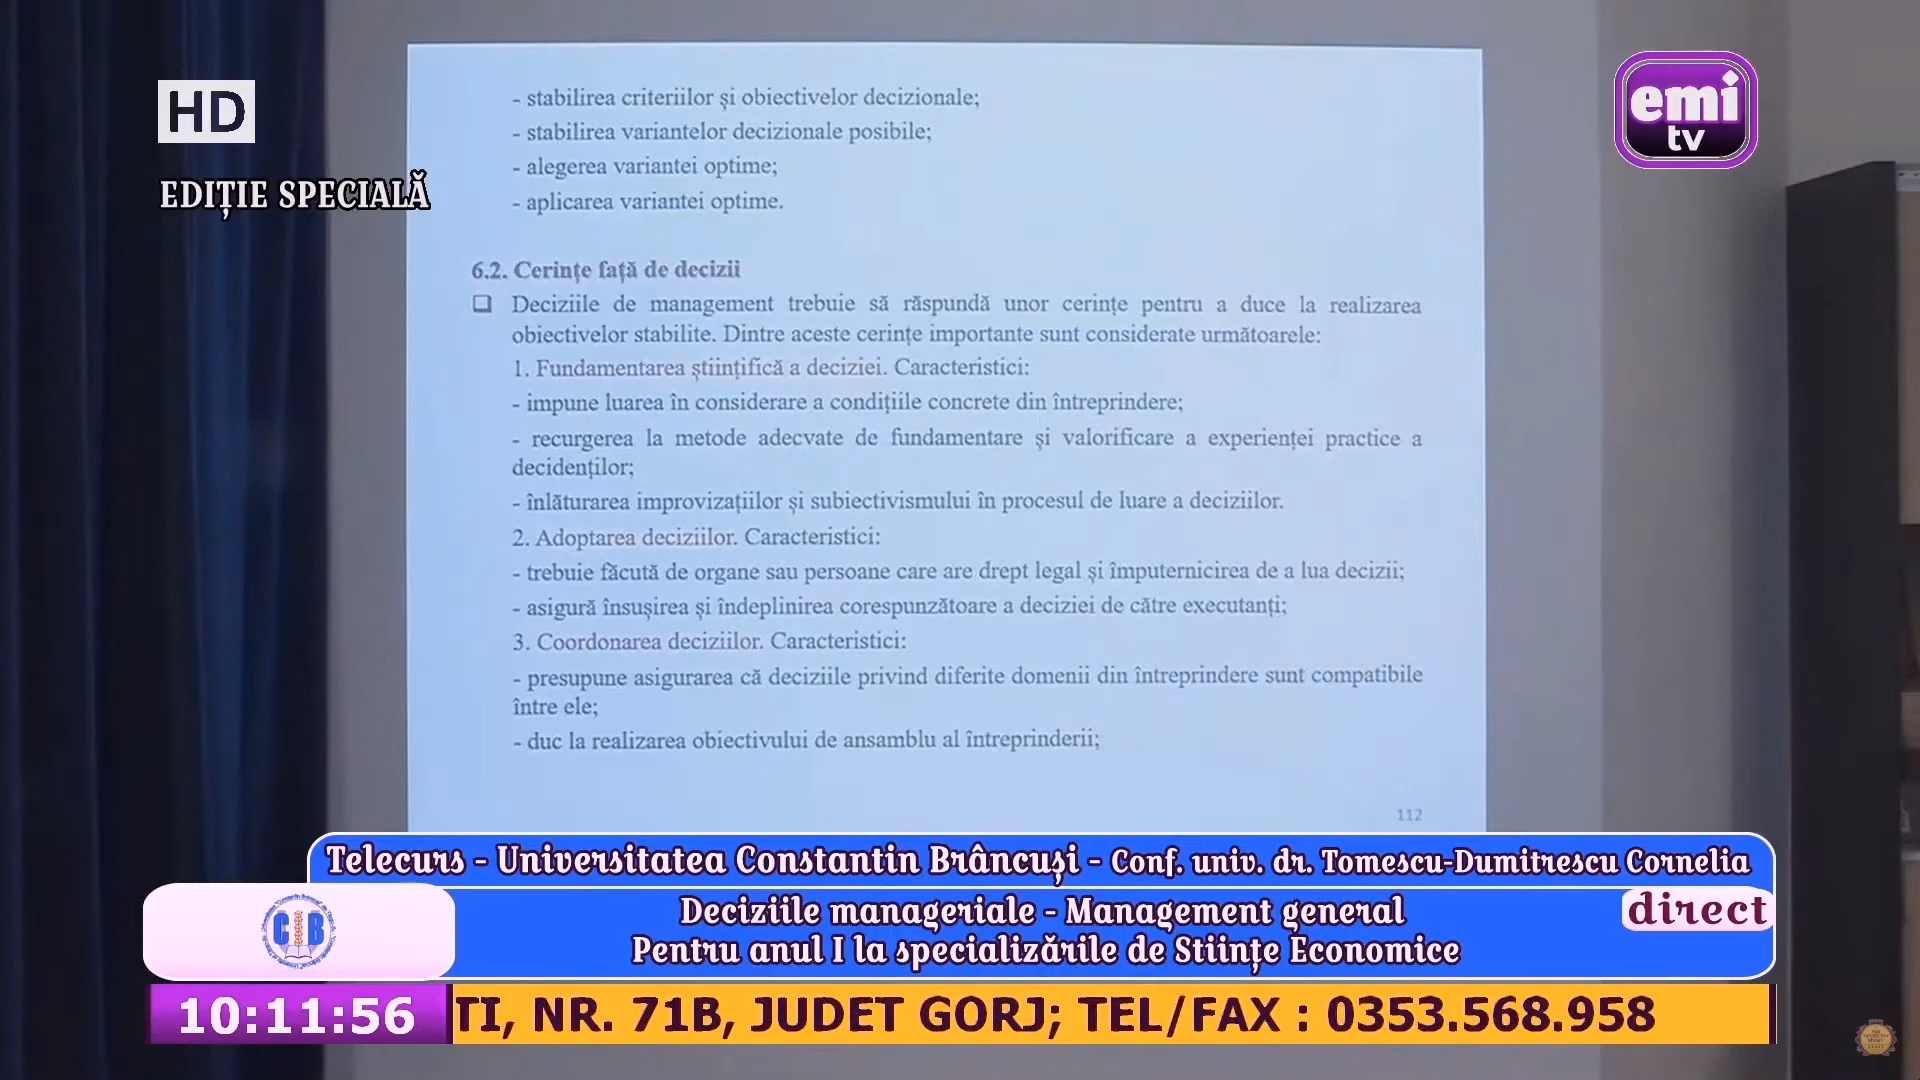 HD
EDIȚIE SPECIALĂ
emi
tv
- stabilirea criteriilor și obiectivelor decizionale;
- stabilirea variantelor decizionale posibile;
- alegerea variantei optime;
- aplicarea variantei optime.
6.2. Cerințe față de decizii
❑ Deciziile de management trebuie să răspundă unor cerințe pentru a duce la realizarea
obiectivelor stabilite. Dintre aceste cerințe importante sunt considerate următoarele:
1. Fundamentarea științifică a deciziei. Caracteristici:
- impune luarea în considerare a condițiile concrete din întreprindere;
- recurgerea la metode adecvate de fundamentare și valorificare a experienței practice a
decidenților;
- înlăturarea improvizațiilor și subiectivismului în procesul de luare a deciziilor.
2. Adoptarea deciziilor. Caracteristici:
- trebuie făcută de organe sau persoane care are drept legal și împuternicirea de a lua decizii;
- asigură însușirea și îndeplinirea corespunzătoare a deciziei de către executanți;
3. Coordonarea deciziilor. Caracteristici:
- presupune asigurarea că deciziile privind diferite domenii din întreprindere sunt compatibile
între ele;
- duc la realizarea obiectivului de ansamblu al întreprinderii;
112
Telecurs - Universitatea Constantin Brâncuși - Conf. univ. dr. Tomescu-Dumitrescu Cornelia
Deciziile manageriale - Management general
direct
Pentru anul I la specializările de Stiințe Economice
CB
10:11:56
TI, NR. 71B, JUDET GORJ; TEL/FAX : 0353.568.958